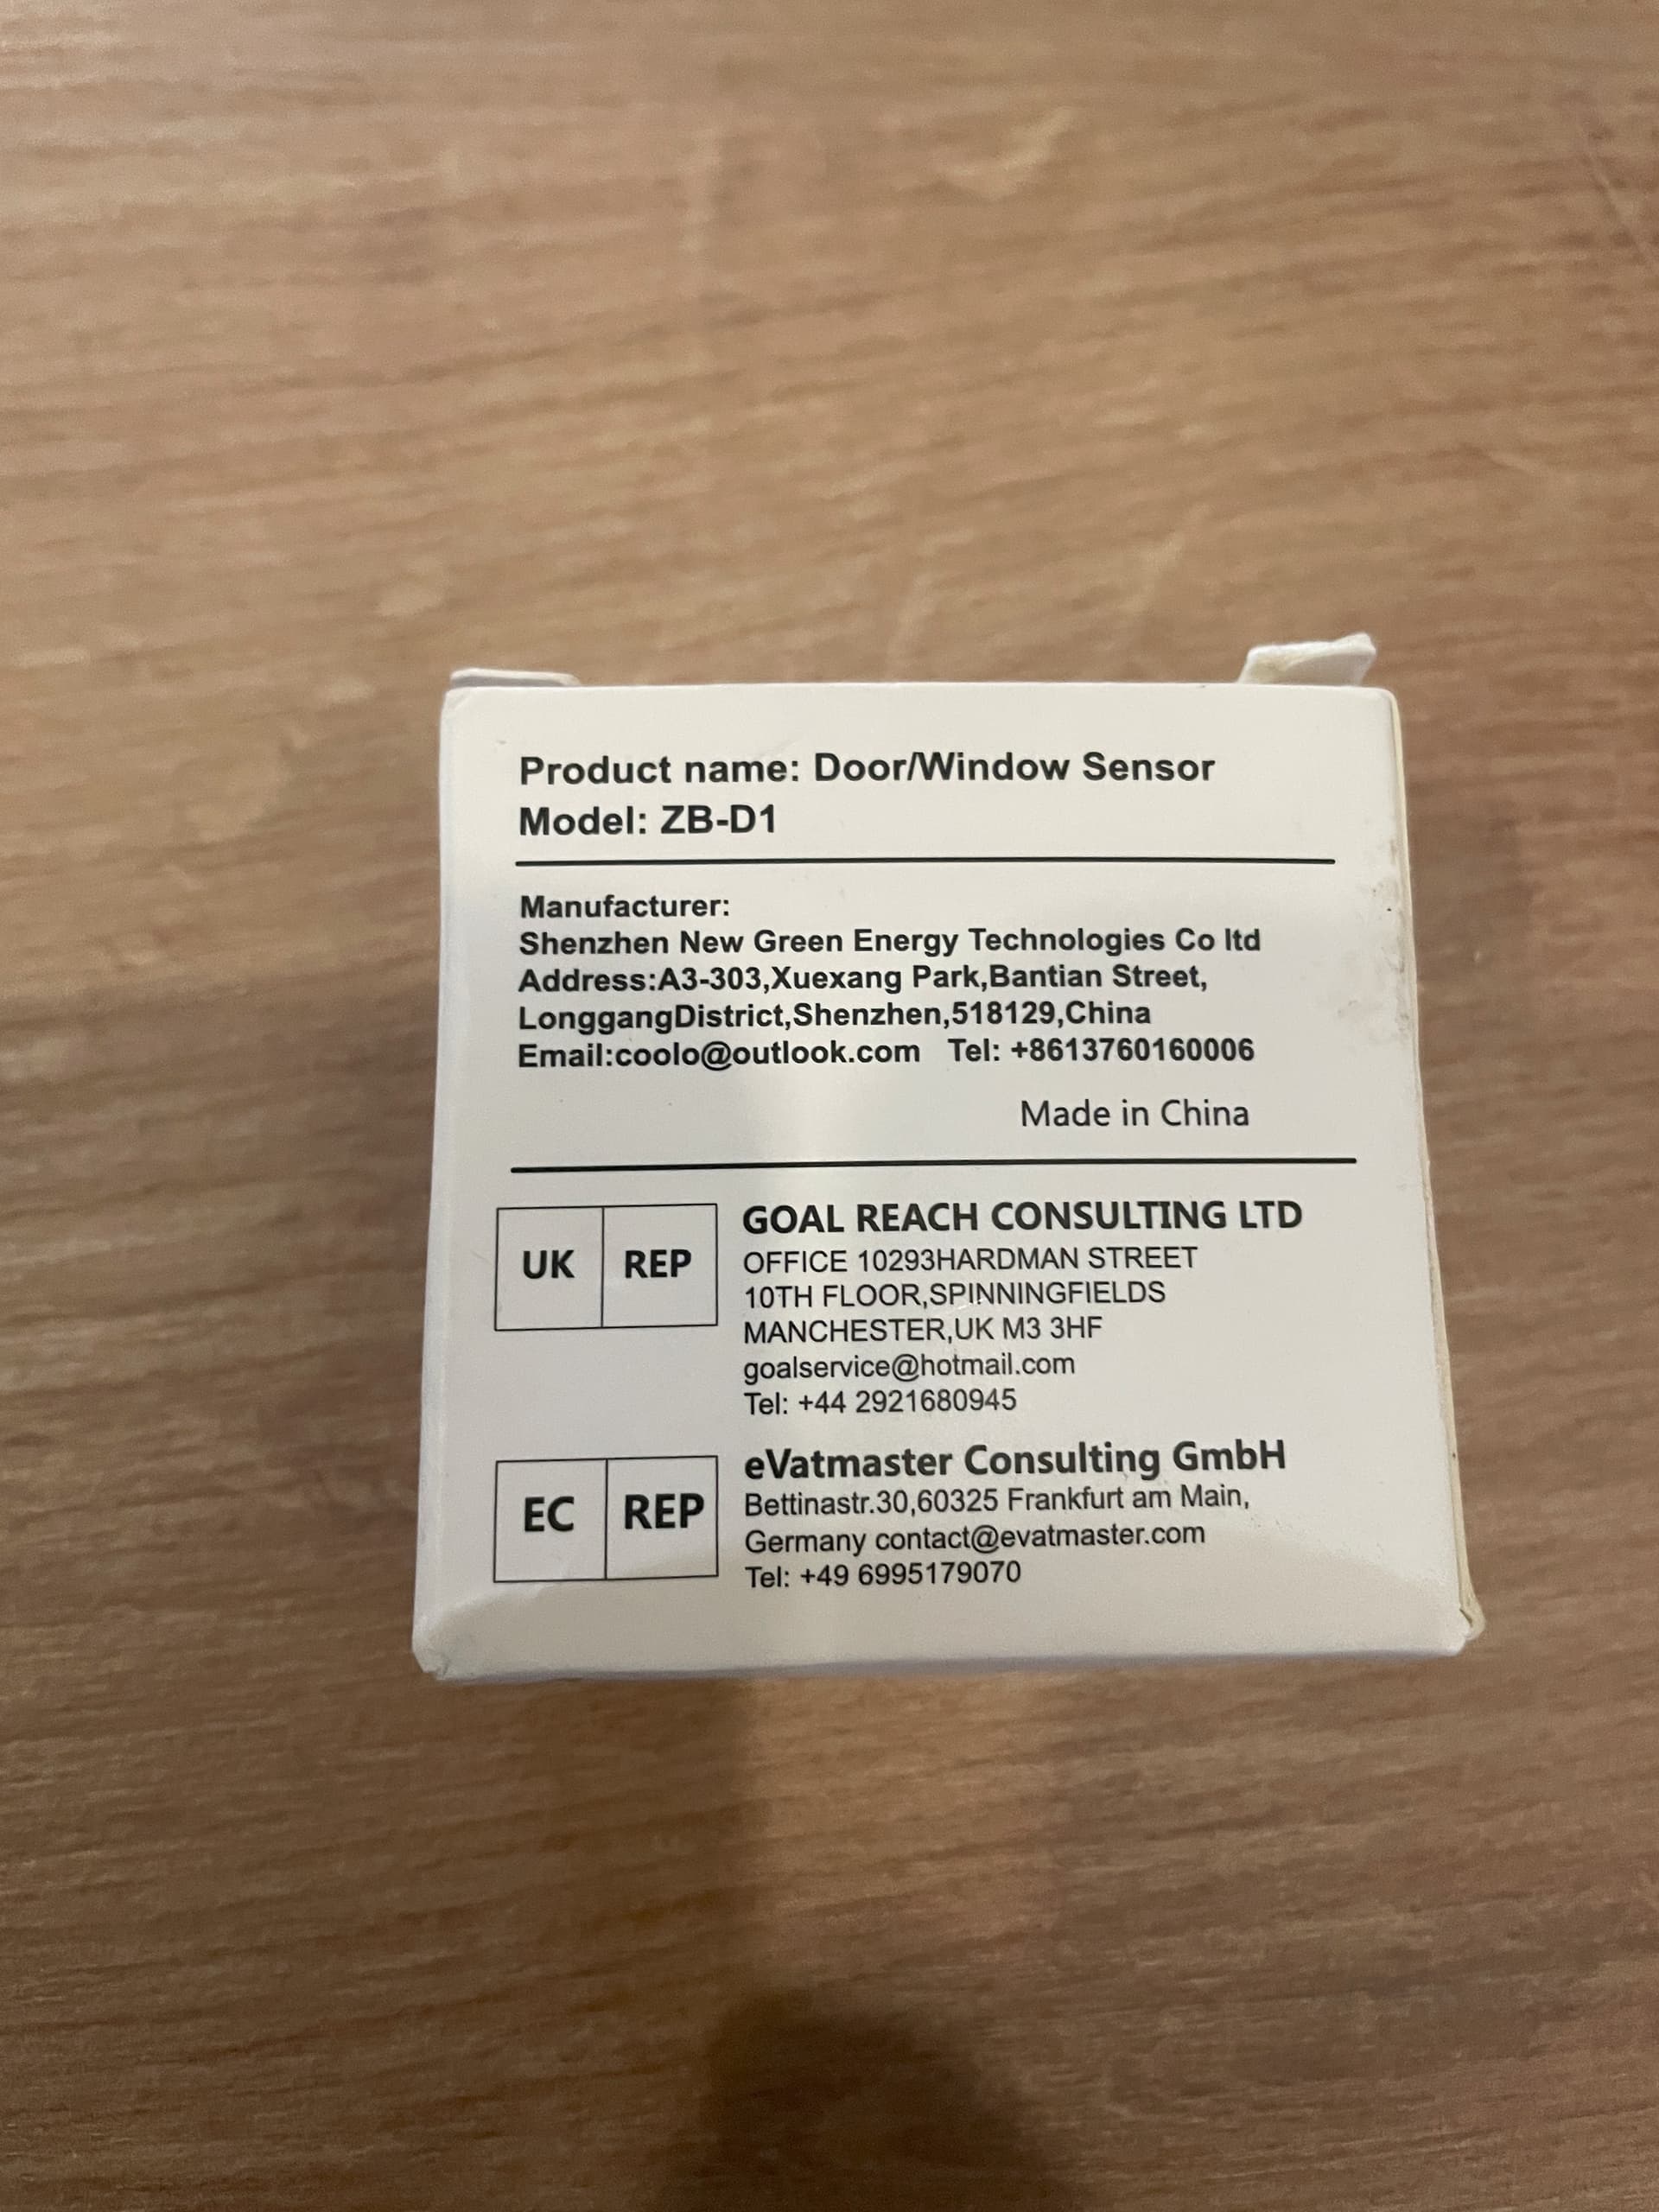 Product name: Door/Window Sensor
Model: ZB-D1
Manufacturer:
Shenzhen New Green Energy Technologies Co ltd
Address:A3-303,Xuexang Park,Bantian Street,
LonggangDistrict,Shenzhen,518129,China
Email:coolo@outlook.com Tel: +8613760160006
Made in China
UK REP
GOAL REACH CONSULTING LTD
OFFICE 10293HARDMAN STREET
10TH FLOOR,SPINNINGFIELDS
MANCHESTER,UK M3 3HF
goalservice@hotmail.com
Tel: +44 2921680945
EC REP
eVatmaster Consulting GmbH
Bettinastr.30,60325 Frankfurt am Main,
Germany contact@evatmaster.com
Tel: +49 6995179070